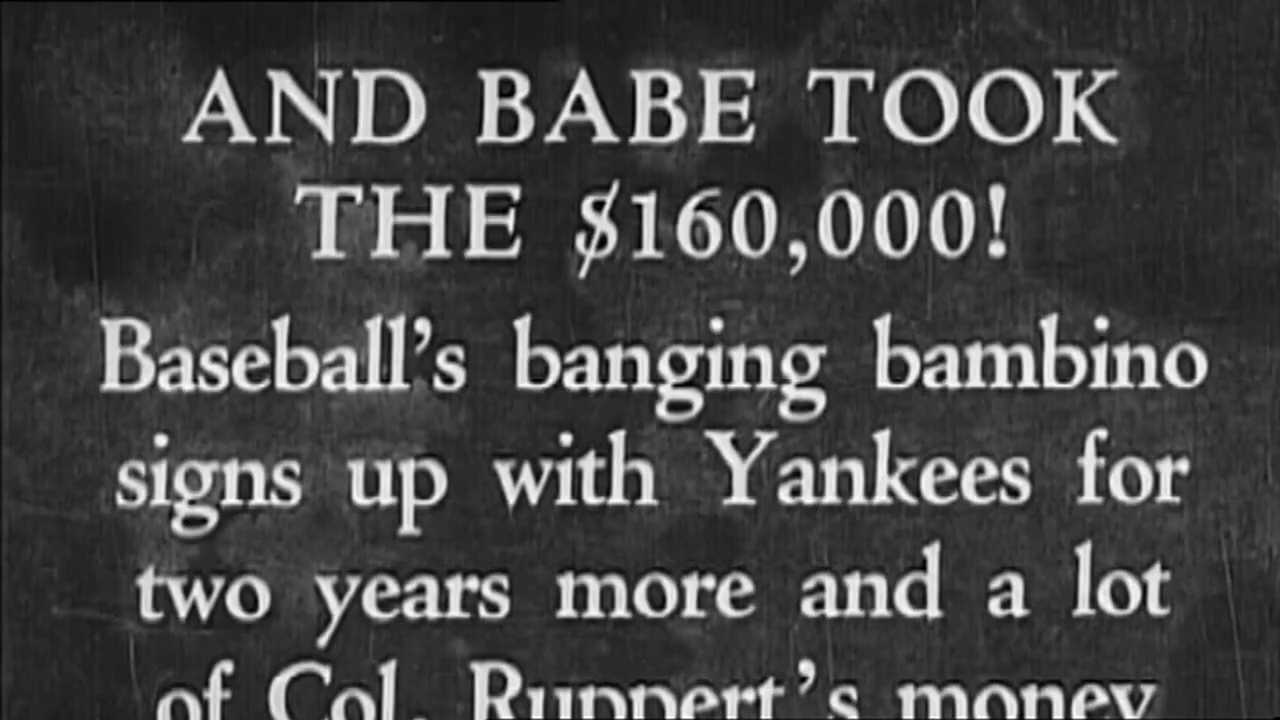 AND BABE TOOK
THE $160,000!
Baseball's banging bambino
signs up with Yankees for
two years more and a lot
of Col. Ruppert's money